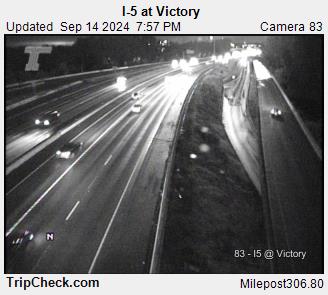 I-5 at Victory
Updated  Sep 14 2024  7:57 PM
Camera 83
T
N
83 - I5 @ Victory
TripCheck.com
Milepost306.80